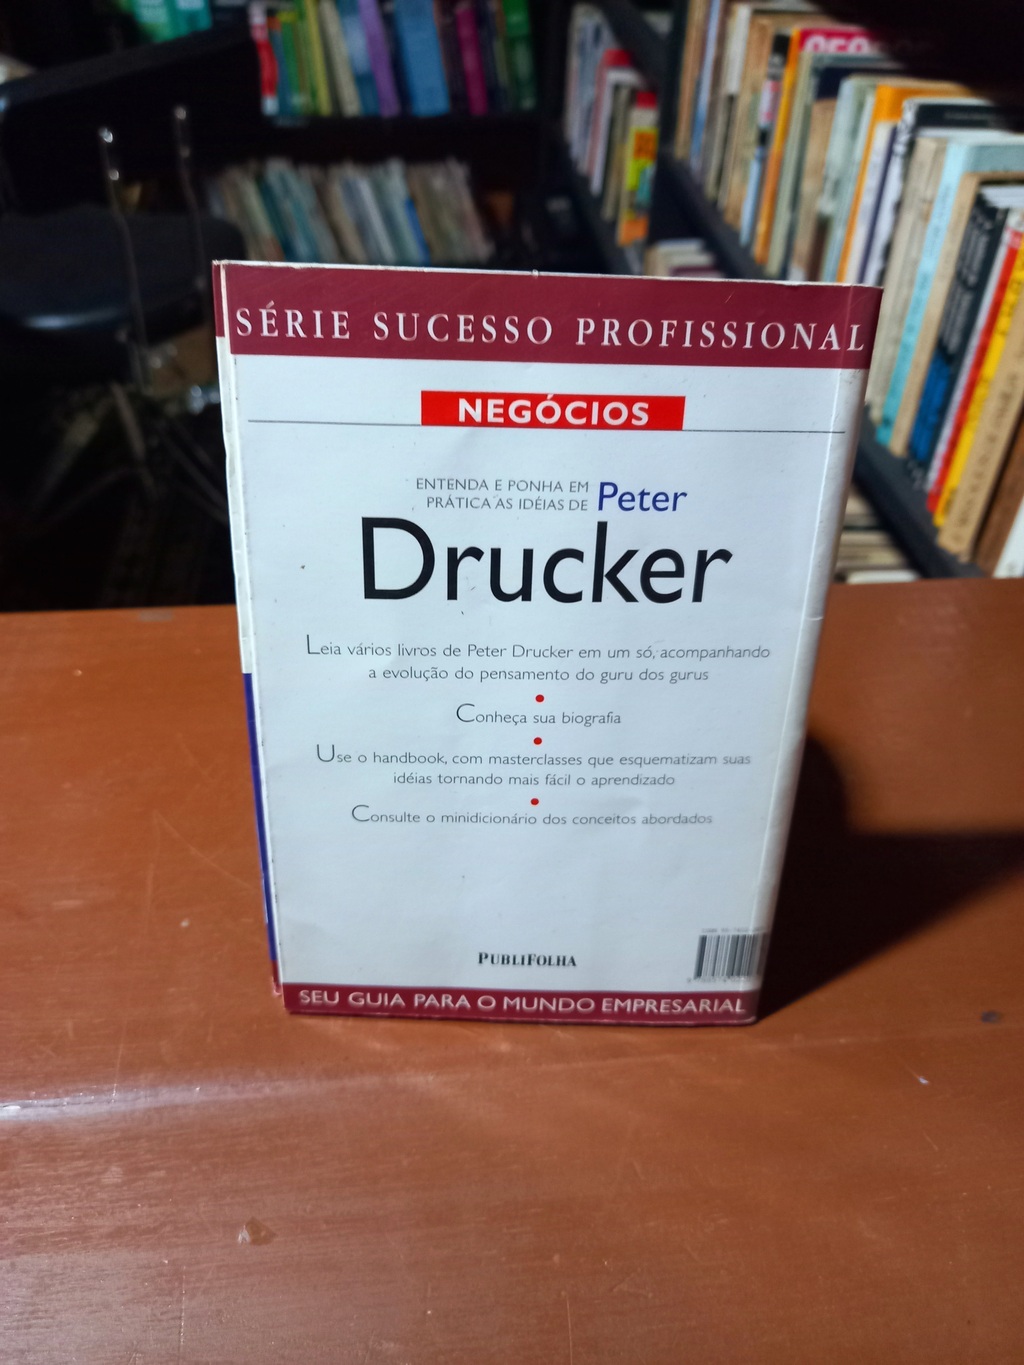 SÉRIE SUCESSO PROFISSIONAL
NEGÓCIOS
ENTENDA E PONHA EM
PRÁTICA AS IDÉIAS DE Peter
Drucker
Leia vários livros de Peter Drucker em um só, acompanhando
a evolução do pensamento do guru dos gurus
Conheça sua biografia
Use o handbook, com masterclasses que esquematizam suas
idéias tornando mais fácil o aprendizado
Consulte o minidicionário dos conceitos abordados
PUBLIFOLHA
SEU GUIA PARA O MUNDO EMPRESARIAL